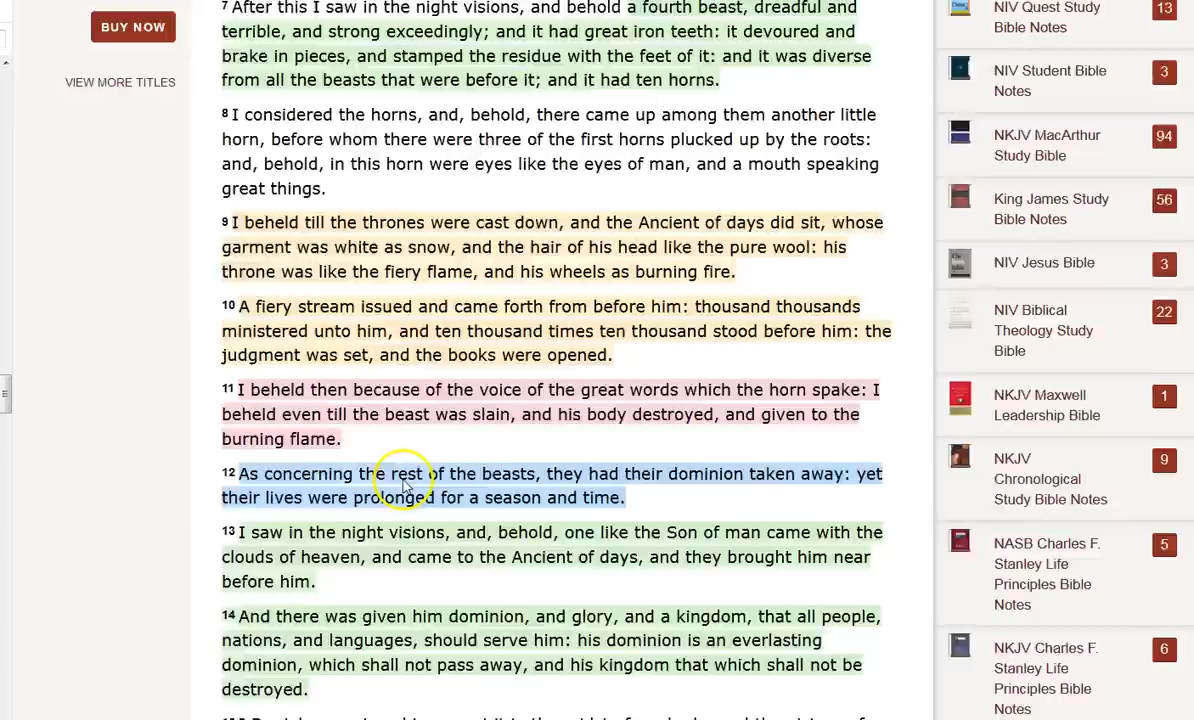 BUY NOW
VIEW MORE TITLES
7 After this I saw in the night visions, and behold a fourth beast, dreadful and
terrible, and strong exceedingly; and it had great iron teeth: it devoured and
brake in pieces, and stamped the residue with the feet of it: and it was diverse
from all the beasts that were before it; and it had ten horns.
8 I considered the horns, and, behold, there came up among them another little
horn, before whom there were three of the first horns plucked up by the roots:
and, behold, in this horn were eyes like the eyes of man, and a mouth speaking
great things.
9 I beheld till the thrones were cast down, and the Ancient of days did sit, whose
garment was white as snow, and the hair of his head like the pure wool: his
throne was like the fiery flame, and his wheels as burning fire.
10 A fiery stream issued and came forth from before him: thousand thousands
ministered unto him, and ten thousand times ten thousand stood before him: the
judgment was set, and the books were opened.
11 I beheld then because of the voice of the great words which the horn spake: I
beheld even till the beast was slain, and his body destroyed, and given to the
burning flame.
12 As concerning the rest of the beasts, they had their dominion taken away: yet
their lives were prolonged for a season and time.
13 I saw in the night visions, and, behold, one like the Son of man came with the
clouds of heaven, and came to the Ancient of days, and they brought him near
before him.
14 And there was given him dominion, and glory, and a kingdom, that all people,
nations, and languages, should serve him: his dominion is an everlasting
dominion, which shall not pass away, and his kingdom that which shall not be
destroyed.
NIV Quest Study 13
Bible Notes
NIV Student Bible 3
Notes
NKJV MacArthur 94
Study Bible
King James Study 56
Bible Notes
NIV Jesus Bible 3
NIV Biblical 22
Theology Study
Bible
NKJV Maxwell 1
Leadership Bible
NKJV 9
Chronological
Study Bible Notes
NASB Charles F. 5
Stanley Life
Principles Bible
Notes
NKJV Charles F. 6
Stanley Life
Principles Bible
Notes